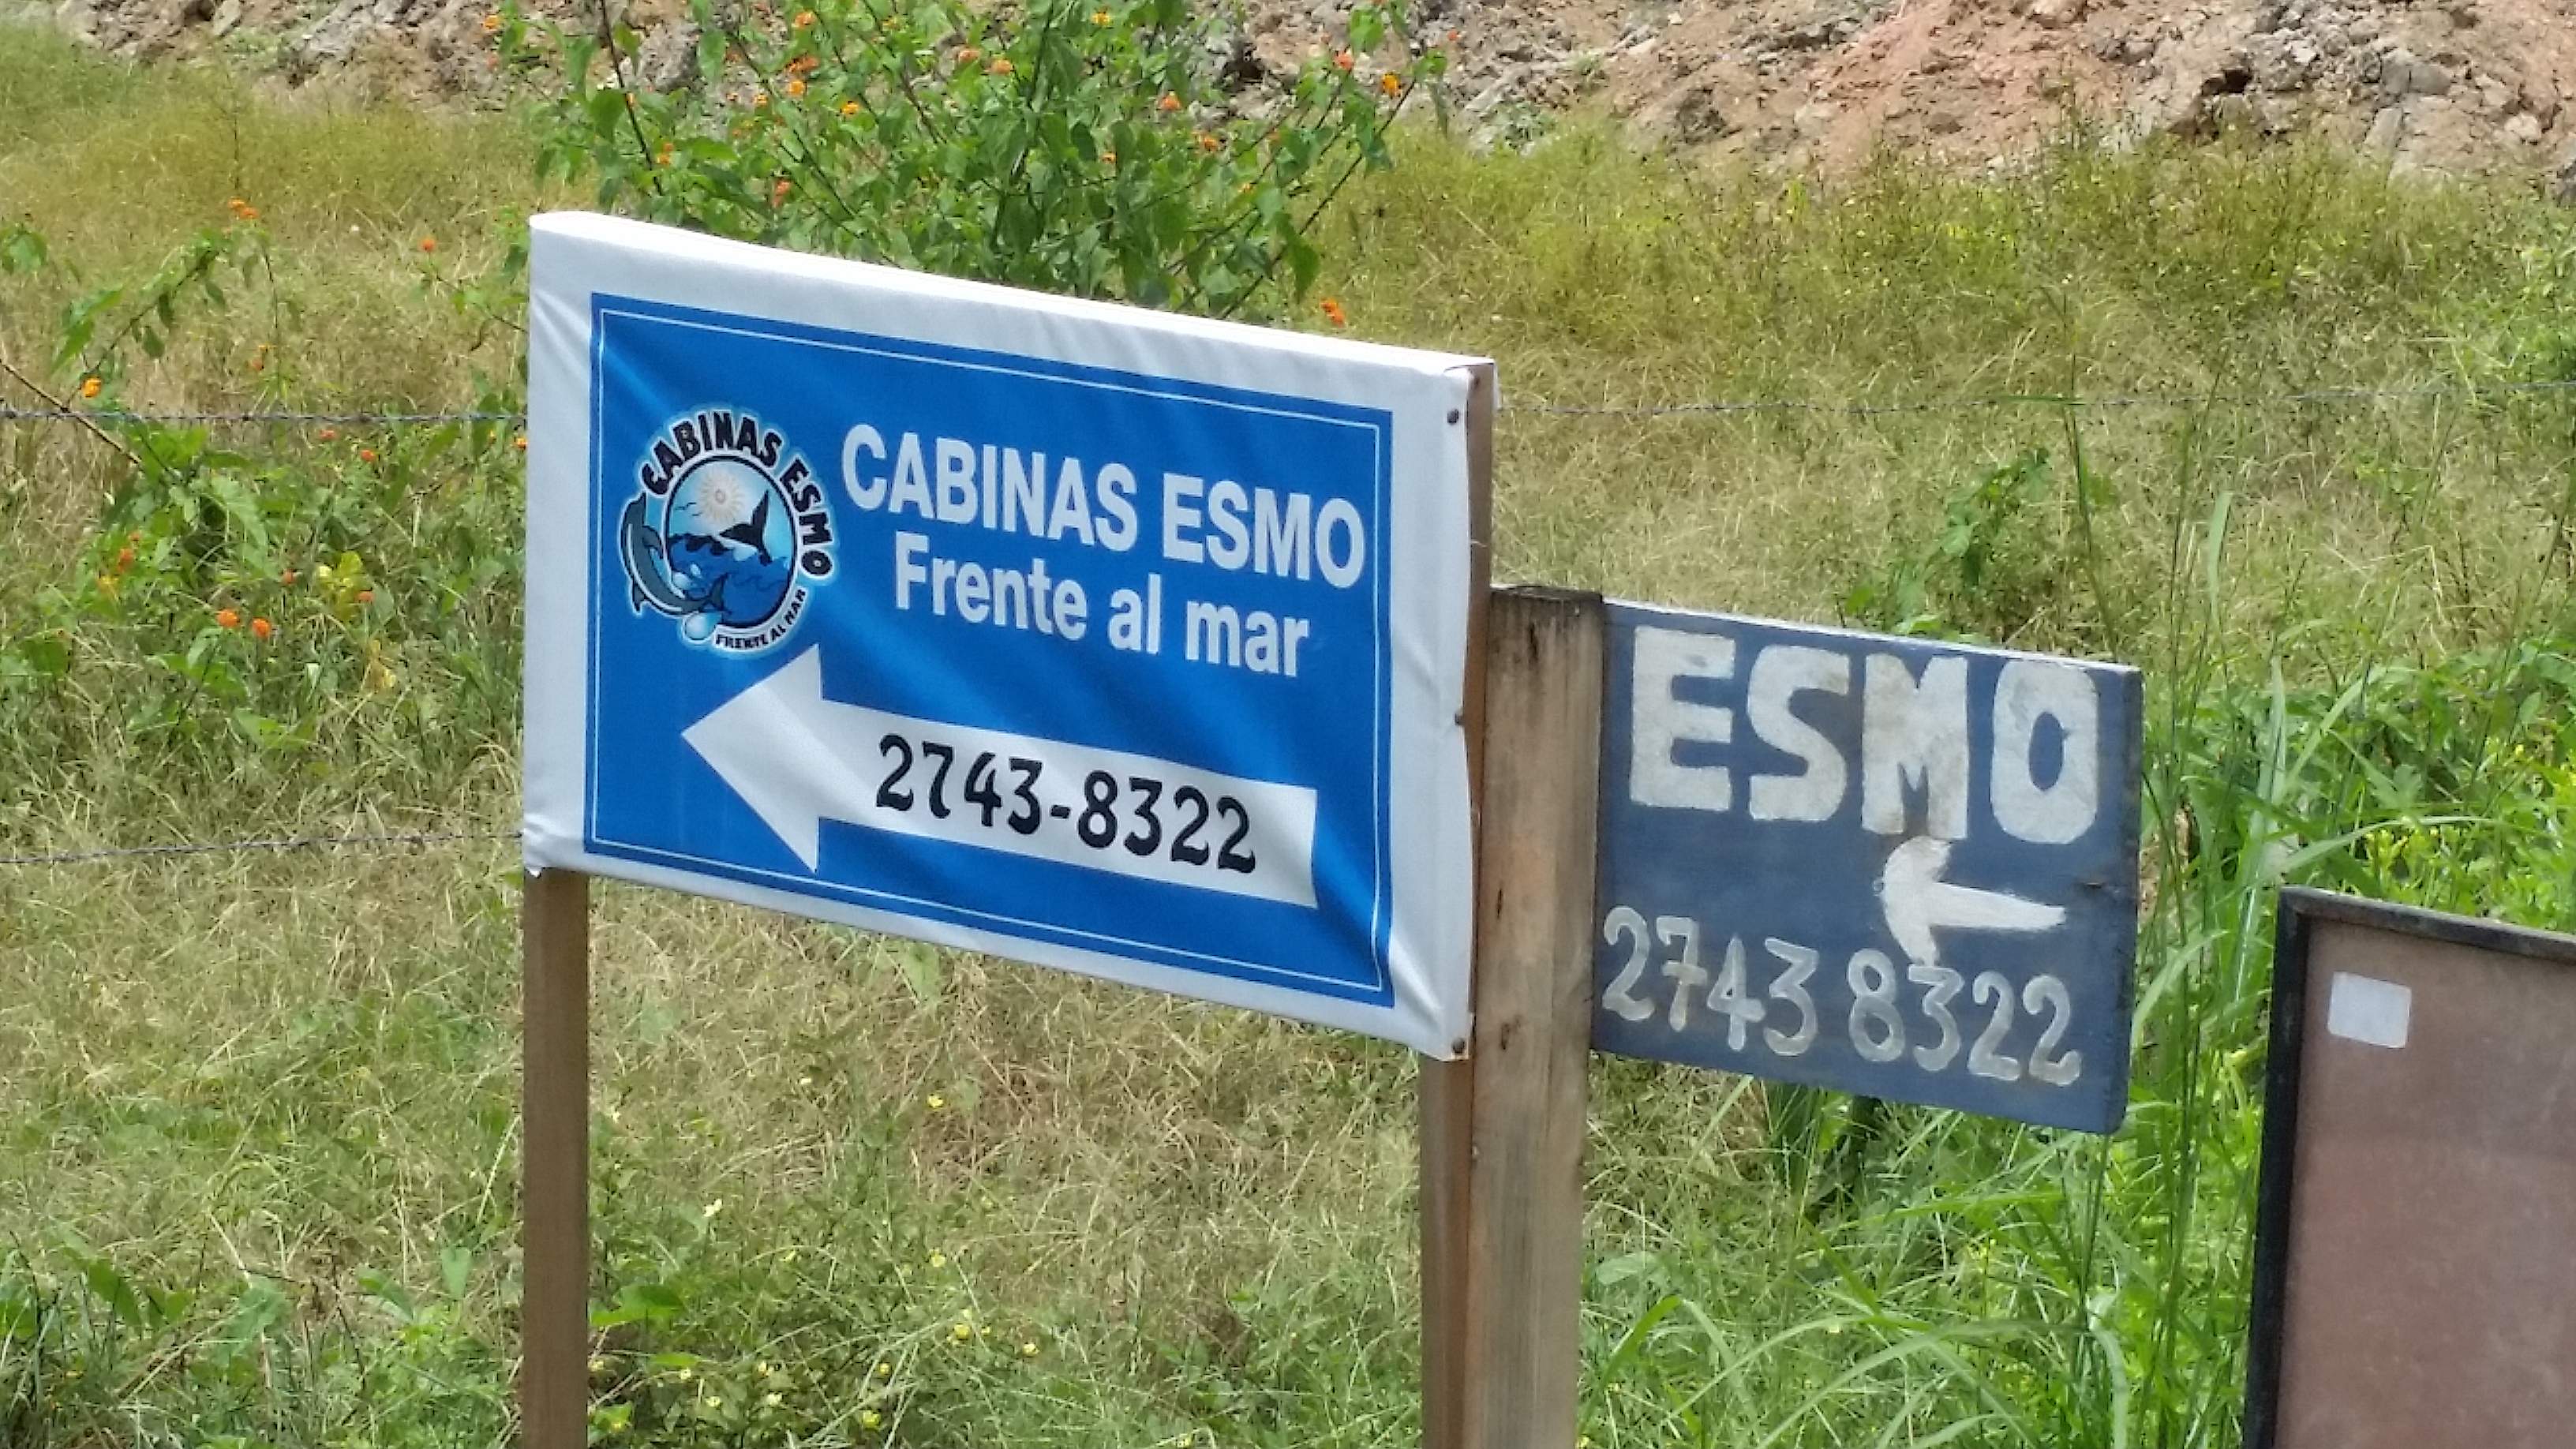 CABINAS ESMO
FRENTE AL MAR
CABINAS ESMO
Frente al mar
2743-8322
ESMO
2743 8322